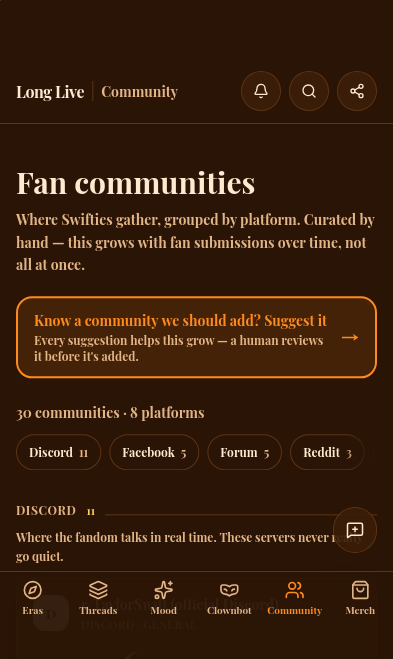 Long Live
Community
Fan communities
Where Swifties gather, grouped by platform. Curated by
hand — this grows with fan submissions over time, not
all at once.
Know a community we should add? Suggest it
Every suggestion helps this grow — a human reviews
it before it's added.
→
30 communities · 8 platforms
Discord 11
Facebook 5
Forum 5
Reddit 3
DISCORD 11
Where the fandom talks in real time. These servers never
go quiet.
DISCORD · GENERAL
Eras
Threads
Mood
Clownbot
Community
Merch